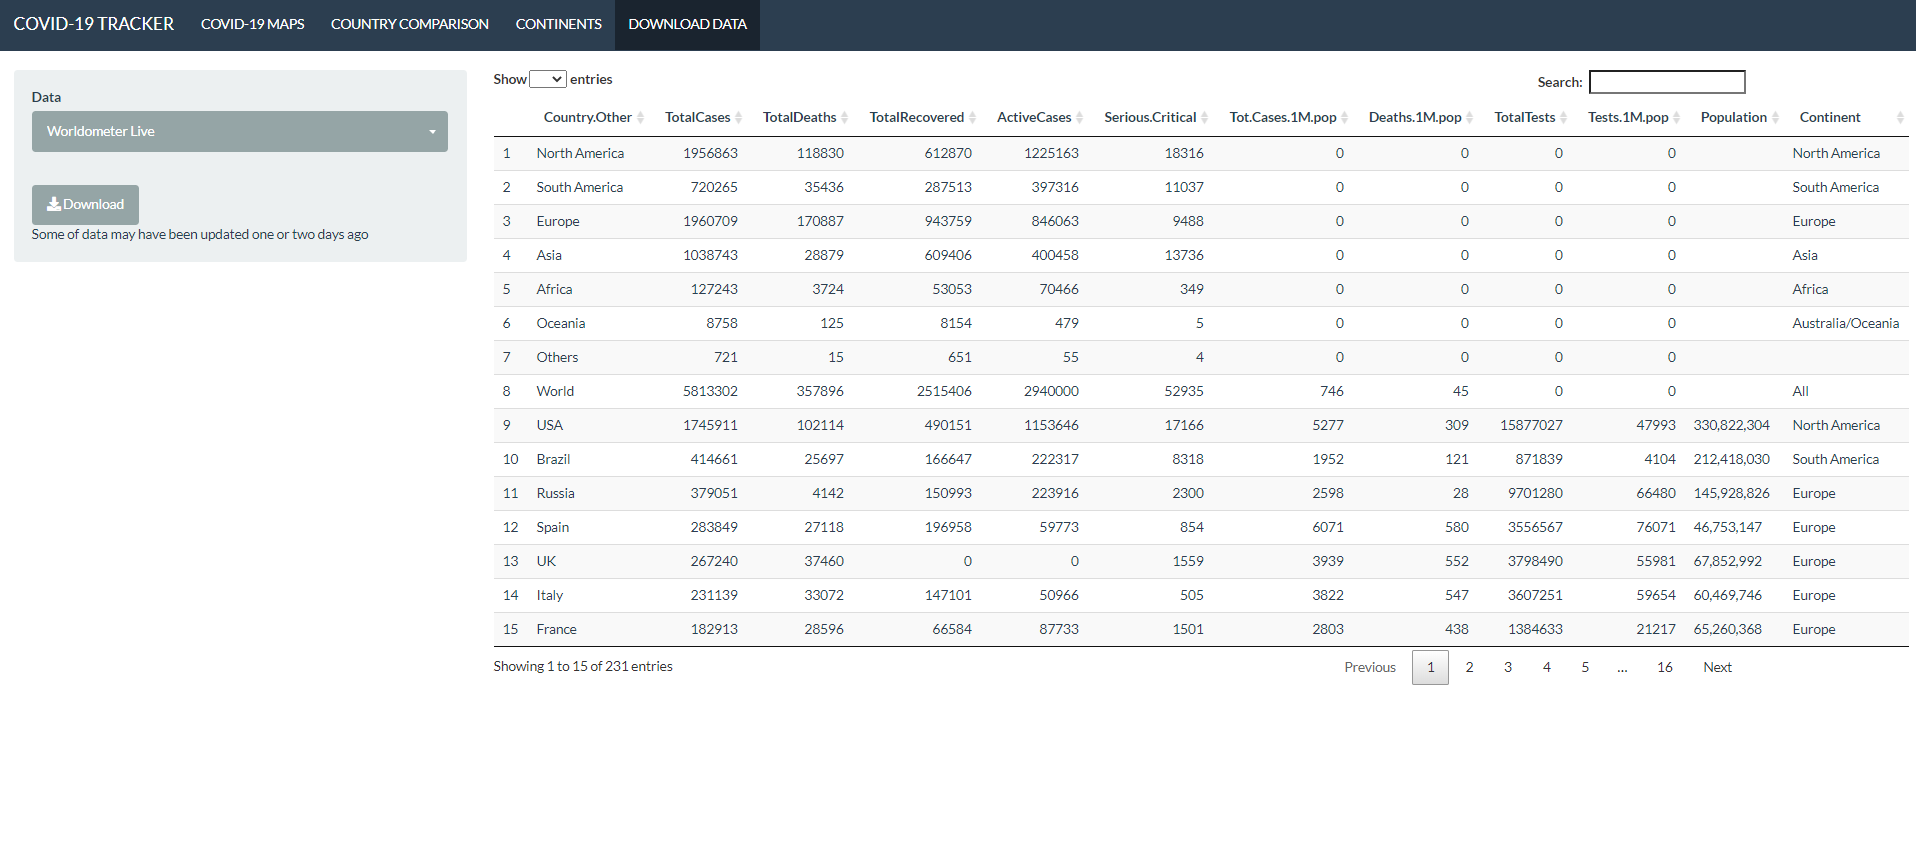 COVID-19 TRACKER COVID-19 MAPS COUNTRY COMPARISON CONTINENTS DOWNLOAD DATA
Data
Worldometer Live
Download
Some of data may have been updated one or two days ago
Show entries Search:
Country.Other TotalCases TotalDeaths TotalRecovered ActiveCases Serious.Critical Tot.Cases.1M.pop Deaths.1M.pop TotalTests Tests.1M.pop Population Continent
1 North America 1956863 118830 612870 1225163 18316 0 0 0 0 North America
2 South America 720265 35436 287513 397316 11037 0 0 0 0 South America
3 Europe 1960709 170887 943759 846063 9488 0 0 0 0 Europe
4 Asia 1038743 28879 609406 400458 13736 0 0 0 0 Asia
5 Africa 127243 3724 53053 70466 349 0 0 0 0 Africa
6 Oceania 8758 125 8154 479 5 0 0 0 0 Australia/Oceania
7 Others 721 15 651 55 4 0 0 0 0
8 World 5813302 357896 2515406 2940000 52935 746 45 0 0 All
9 USA 1745911 102114 490151 1153646 17166 5277 309 15877027 47993 330,822,304 North America
10 Brazil 414661 25697 166647 222317 8318 1952 121 871839 4104 212,418,030 South America
11 Russia 379051 4142 150993 223916 2300 2598 28 9701280 66480 145,928,826 Europe
12 Spain 283849 27118 196958 59773 854 6071 580 3556567 76071 46,753,147 Europe
13 UK 267240 37460 0 0 1559 3939 552 3798490 55981 67,852,992 Europe
14 Italy 231139 33072 147101 50966 505 3822 547 3607251 59654 60,469,746 Europe
15 France 182913 28596 66584 87733 1501 2803 438 1384633 21217 65,260,368 Europe
Showing 1 to 15 of 231 entries Previous 1 2 3 4 5 … 16 Next